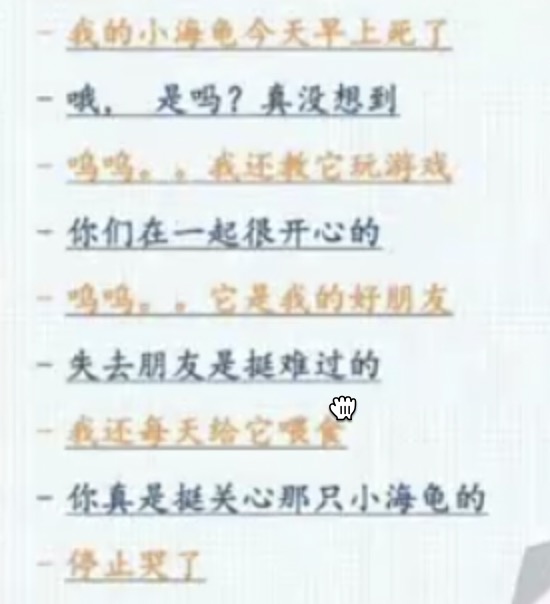 - 我的小海龟今天早上死了
- 哦， 是吗？真没想到
- 呜呜。。我还教它玩游戏
- 你们在一起很开心的
- 呜呜。。它是我的好朋友
- 失去朋友是挺难过的
- 我还每天给它喂食
- 你真是挺关心那只小海龟的
- 停止哭了